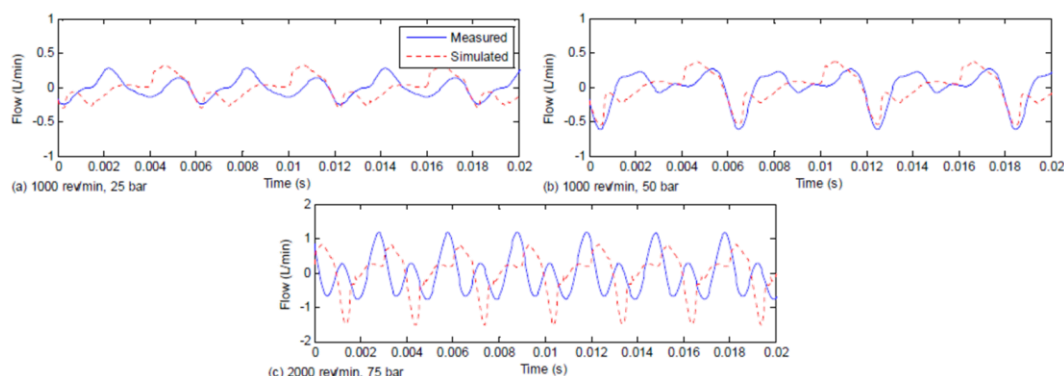 1
0.5
0
-0.5
-1
Flow (L/min)
Measured
Simulated
0 0.002 0.004 0.006 0.008 0.01 0.012 0.014 0.016 0.018 0.02
Time (s)
(a) 1000 rev/min, 25 bar
1
0.5
0
-0.5
-1
Flow (L/min)
0 0.002 0.004 0.006 0.008 0.01 0.012 0.014 0.016 0.018 0.02
Time (s)
(b) 1000 rev/min, 50 bar
2
1
0
-1
-2
Flow (L/min)
0 0.002 0.004 0.006 0.008 0.01 0.012 0.014 0.016 0.018 0.02
Time (s)
(c) 2000 rev/min, 75 bar